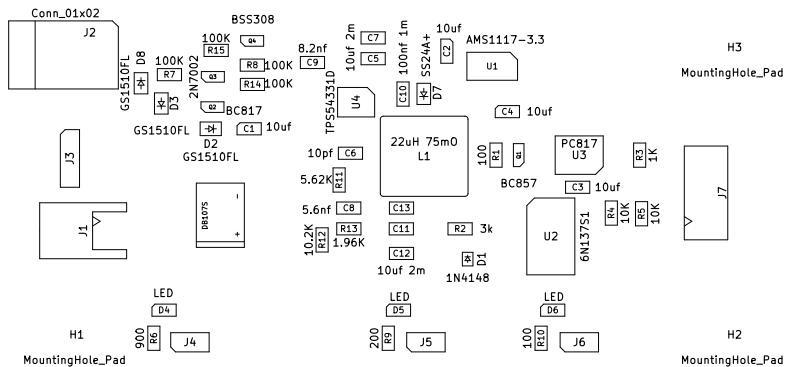 Conn_01x02
J2
D8
GS1510FL
100K
R7
D3
GS1510FL
BSS308
Q4
100K
R15
2N7002
Q3
R8
100K
R14
100K
Q2
BC817
D2
GS1510FL
C1
10uf
8.2nf
C9
10uf 2m
C7
C5
100nf 1m
C10
SS24A+
D7
10uf
C2
AMS1117-3.3
U1
TPS54331D
U4
C4
10uf
H3
MountingHole_Pad
J3
J1
DB107S
-
+
10pf
C6
5.62K
R11
5.6nf
C8
10.2K
R12
R13
1.96K
22uH 75mO
L1
C13
C11
C12
10uf 2m
100
R1
Q1
BC857
PC817
U3
C3
10uf
R3
1K
R2
3k
D1
1N4148
U2
6N137S1
R4
10K
R5
10K
J7
H1
MountingHole_Pad
LED
D4
900
R6
J4
LED
D5
200
R9
J5
LED
D6
100
R10
J6
H2
MountingHole_Pad